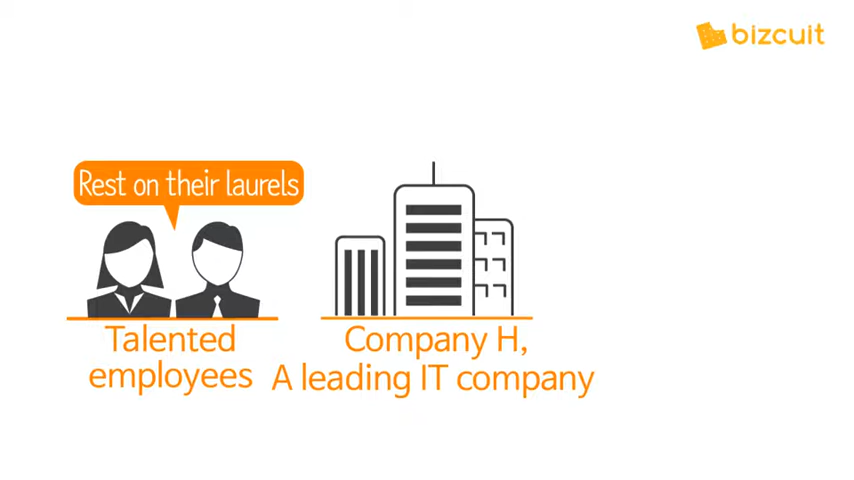 bizcuit
Rest on their laurels
Talented
employees
Company H,
A leading IT company